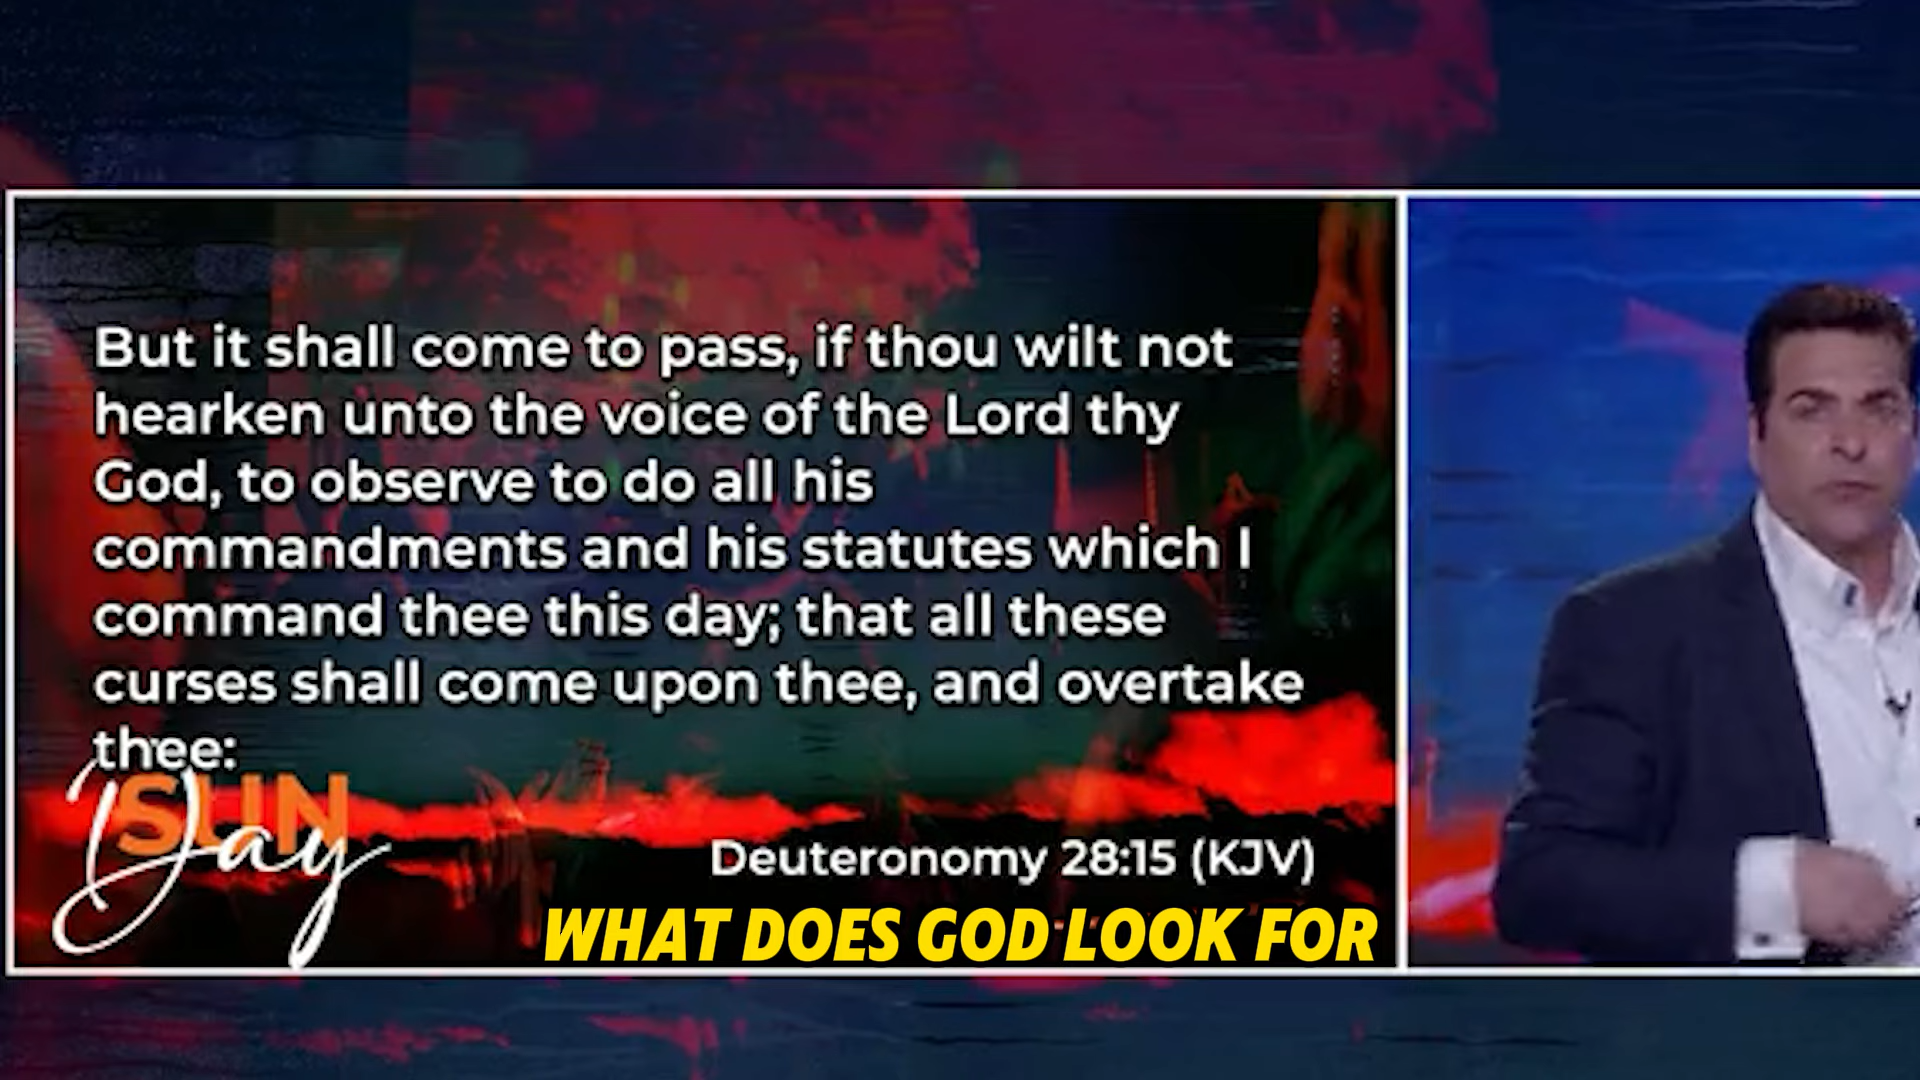 But it shall come to pass, if thou wilt not
hearken unto the voice of the Lord thy
God, to observe to do all his
commandments and his statutes which I
command thee this day; that all these
curses shall come upon thee, and overtake
thee:
SUN
Day
Deuteronomy 28:15 (KJV)
WHAT DOES GOD LOOK FOR